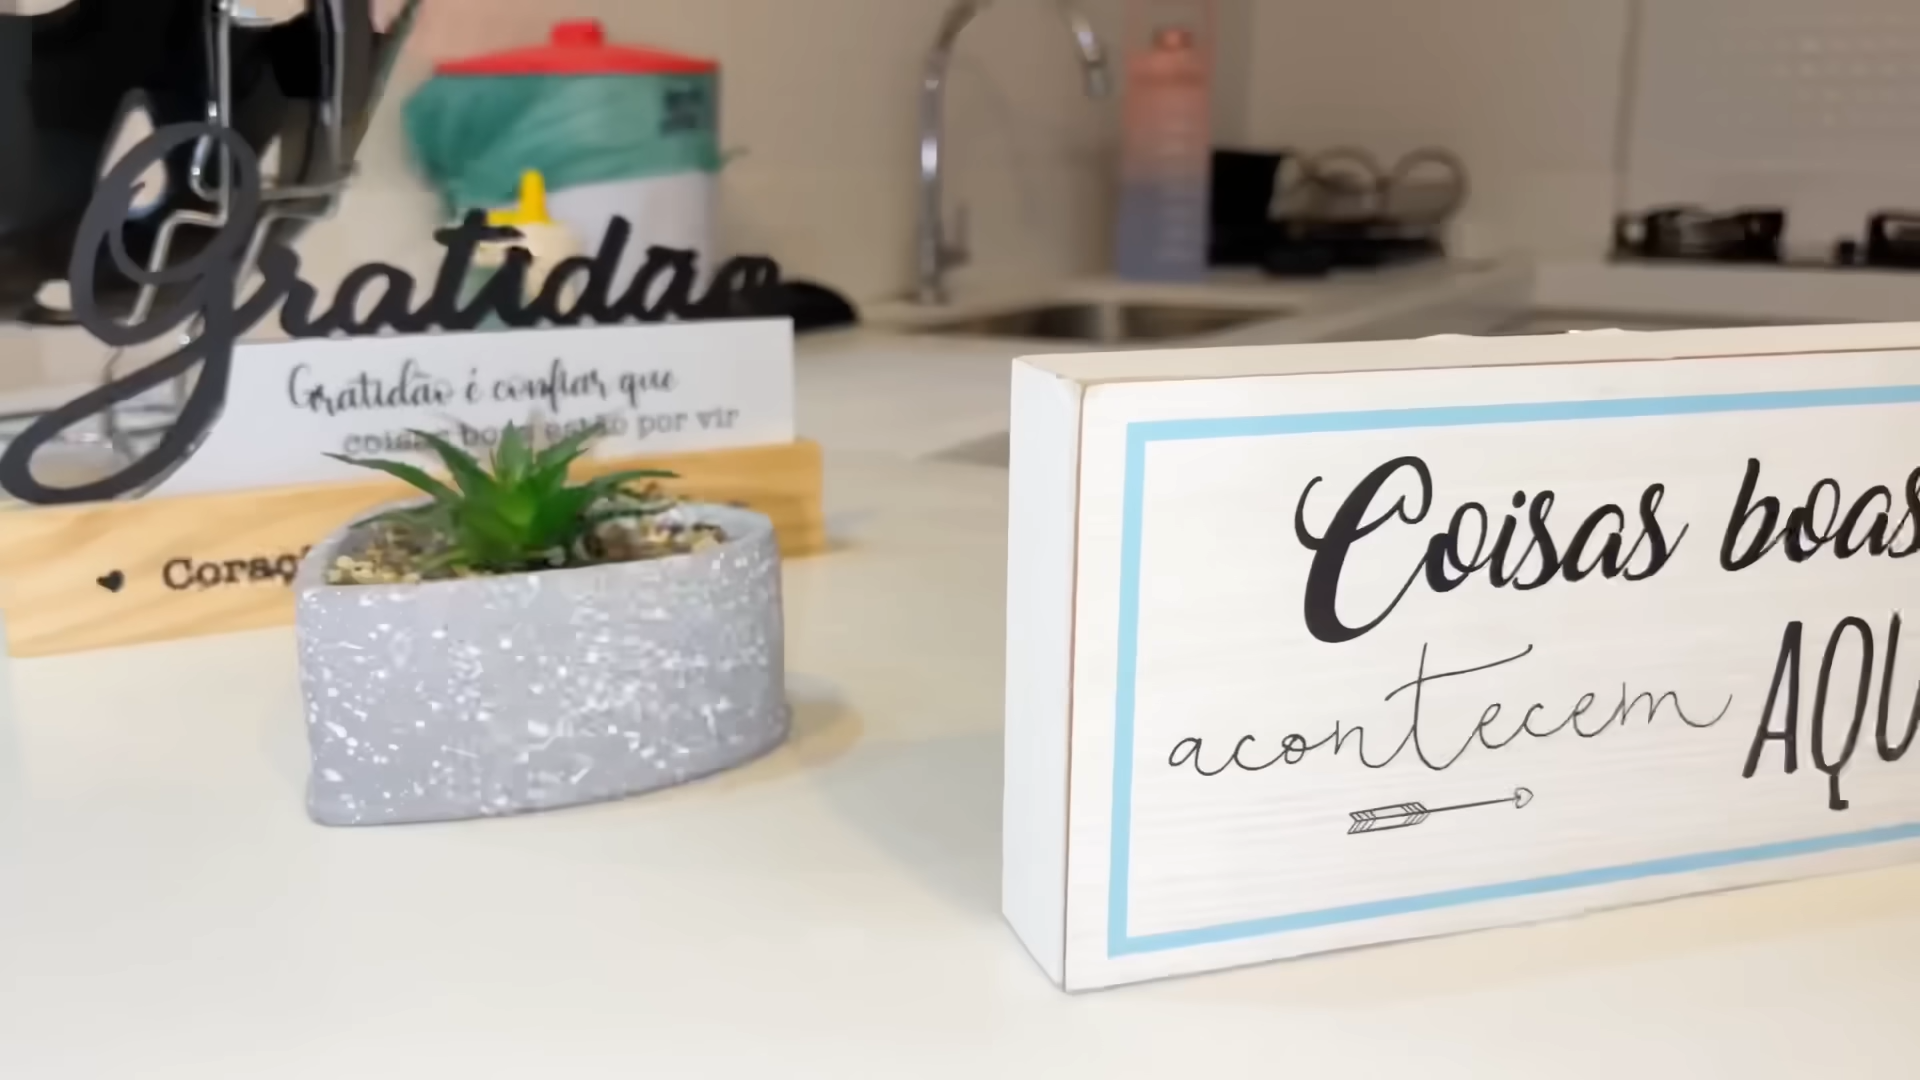 Gratidão
Gratidão é confiar que
coisas boas estão por vir
Coraç
Coisas boas
acontecem AQU